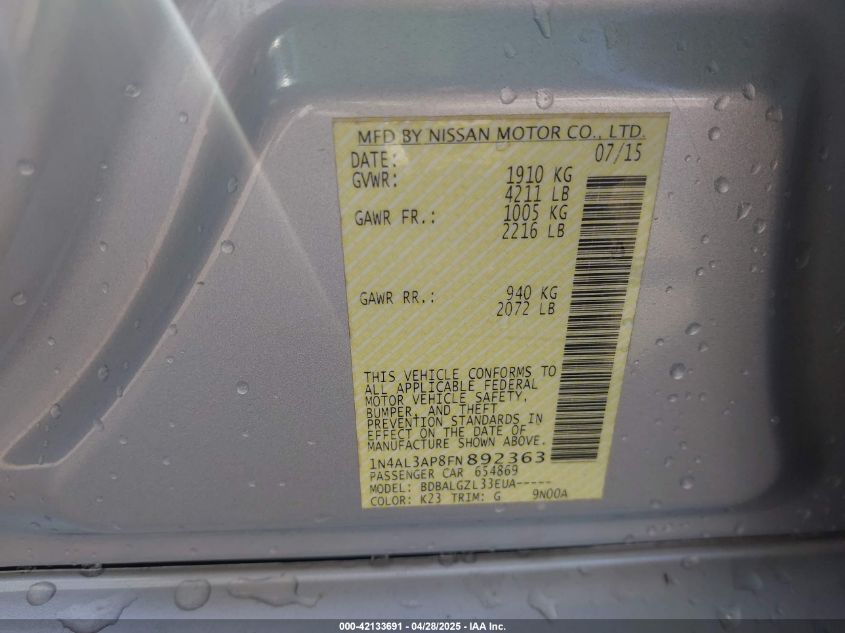 MFD BY NISSAN MOTOR CO., LTD.
DATE: 07/15
GVWR: 1910 KG
4211 LB
GAWR FR.: 1005 KG
2216 LB
GAWR RR.: 940 KG
2072 LB
THIS VEHICLE CONFORMS TO
ALL APPLICABLE FEDERAL
MOTOR VEHICLE SAFETY,
BUMPER, AND THEFT
PREVENTION STANDARDS IN
EFFECT ON THE DATE OF
MANUFACTURE SHOWN ABOVE.
1N4AL3AP8FN892363
PASSENGER CAR 654869
MODEL: BDBALGZL33EUA-----
COLOR: K23 TRIM: G 9N00A
000-42133691 | 04/28/2025 - IAA Inc.